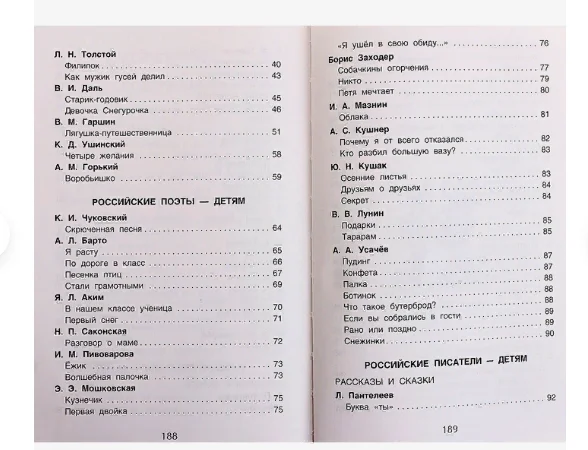 Л. Н. Толстой
Филипок 40
Как мужик гусей делил 43
В. И. Даль
Старик-годовик 45
Девочка Снегурочка 46
В. М. Гаршин
Лягушка-путешественница 51
К. Д. Ушинский
Четыре желания 58
А. М. Горький
Воробьишко 59
РОССИЙСКИЕ ПОЭТЫ — ДЕТЯМ
К. И. Чуковский
Скрюченная песня 64
А. Л. Барто
Я расту 65
По дороге в класс 66
Песенка птиц 67
Стали грамотными 69
Я. Л. Аким
В нашем классе ученица 70
Первый снег 71
Н. П. Саконская
Разговор о маме 72
И. М. Пивоварова
Ёжик 73
Волшебная палочка 73
Э. Э. Мошковская
Кузнечик 75
Первая двойка 75
188
«Я ушёл в свою обиду...» 76
Борис Заходер
Собачкины огорчения 77
Никто 79
Петя мечтает 80
И. А. Мазнин
Облака 81
А. С. Кушнер
Почему я от всего отказался 82
Кто разбил большую вазу? 83
Ю. Н. Кушак
Осенние листья 83
Друзьям о друзьях 84
Секрет 84
В. В. Лунин
Подарки 85
Тарарам 85
А. А. Усачёв
Пудинг 87
Конфета 87
Палка 88
Ботинок 88
Что такое бутерброд? 88
Если вы собрались в гости 89
Рано или поздно 89
Снежинки 90
РОССИЙСКИЕ ПИСАТЕЛИ — ДЕТЯМ
РАССКАЗЫ И СКАЗКИ
Л. Пантелеев
Буква «ты» 92
189